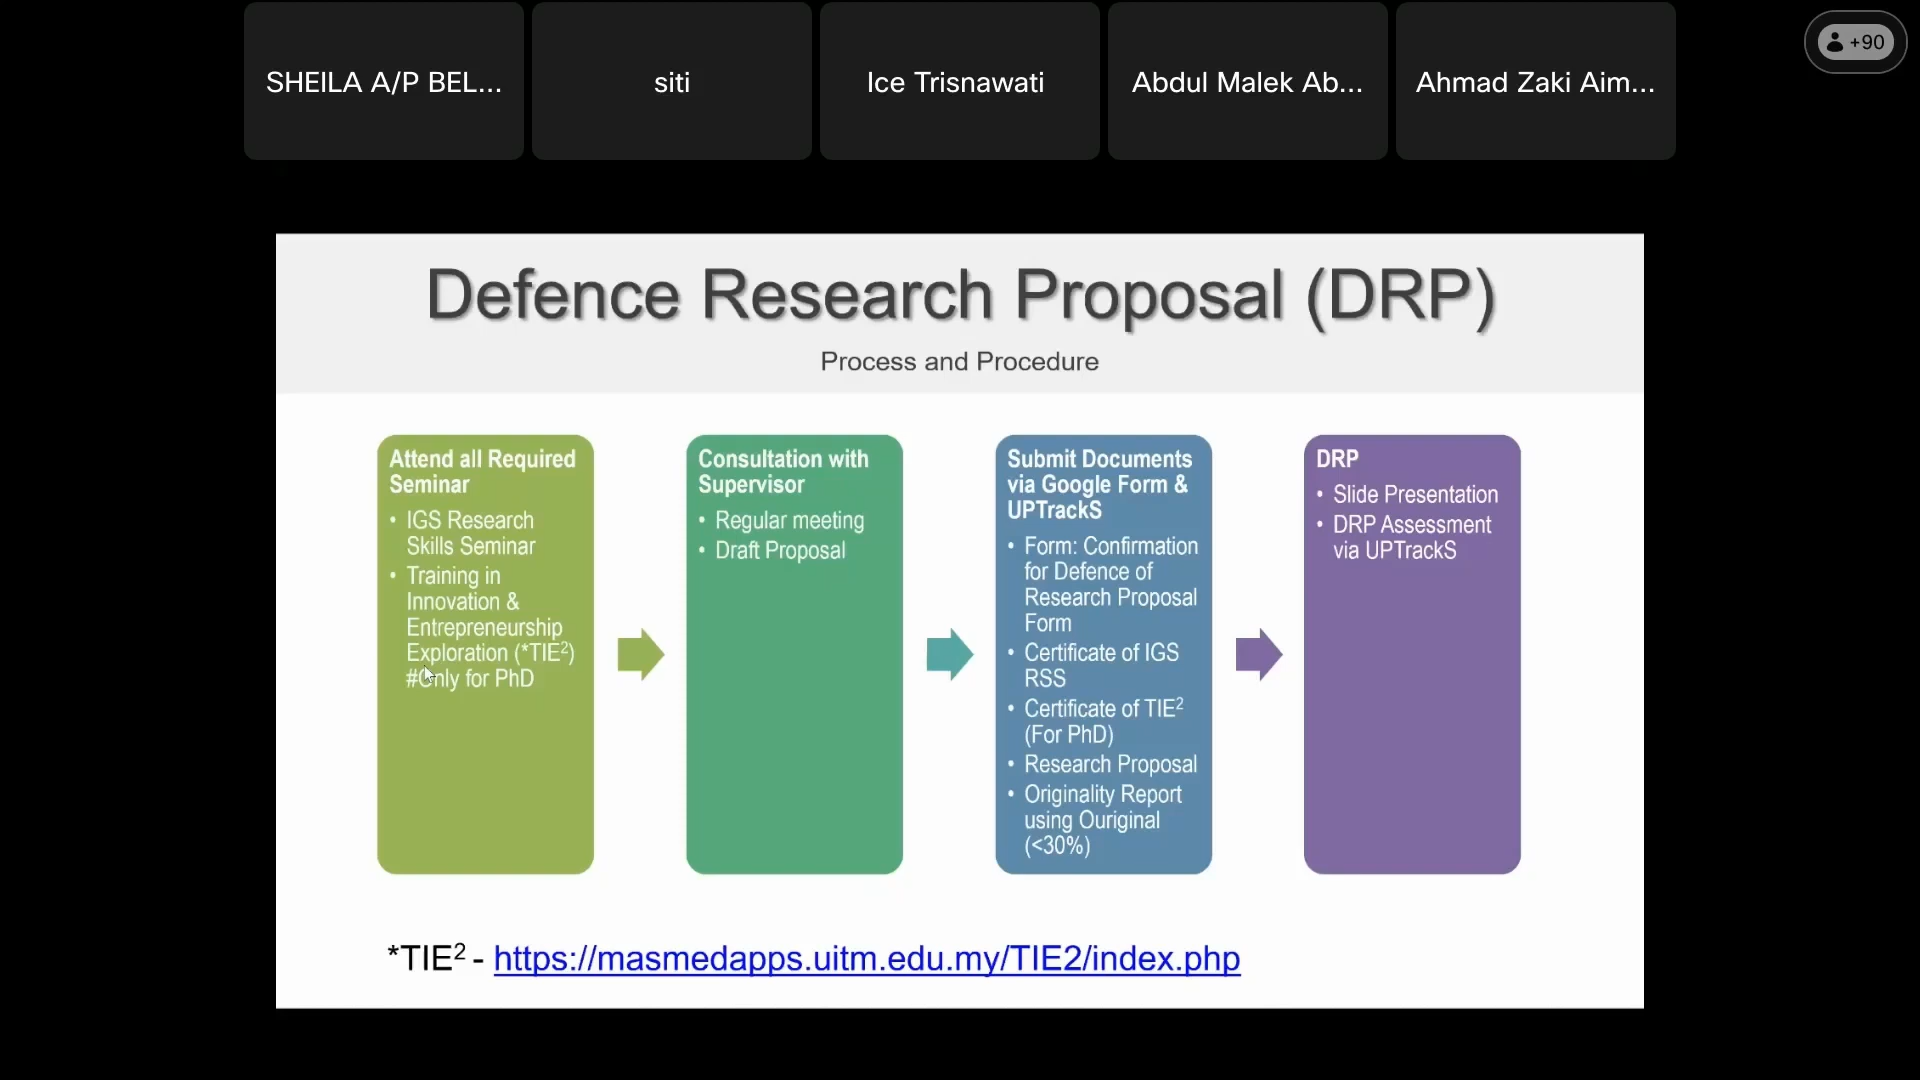 SHEILA A/P BEL...
siti
Ice Trisnawati
Abdul Malek Ab...
Ahmad Zaki Aim...
+90
Defence Research Proposal (DRP)
Process and Procedure
Attend all Required
Seminar
• IGS Research
Skills Seminar
• Training in
Innovation &
Entrepreneurship
Exploration (*TIE²)
#Only for PhD
Consultation with
Supervisor
• Regular meeting
• Draft Proposal
Submit Documents
via Google Form &
UPTrackS
• Form: Confirmation
for Defence of
Research Proposal
Form
• Certificate of IGS
RSS
• Certificate of TIE²
(For PhD)
• Research Proposal
• Originality Report
using Ouriginal
(<30%)
DRP
• Slide Presentation
• DRP Assessment
via UPTrackS
*TIE² - https://masmedapps.uitm.edu.my/TIE2/index.php